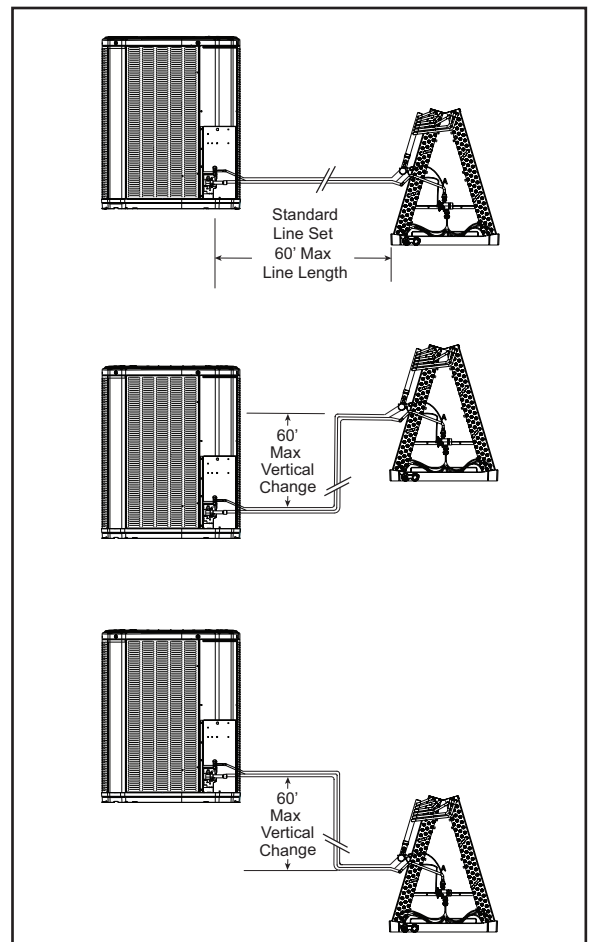 Standard
Line Set
60' Max
Line Length
60'
Max
Vertical
Change
60'
Max
Vertical
Change